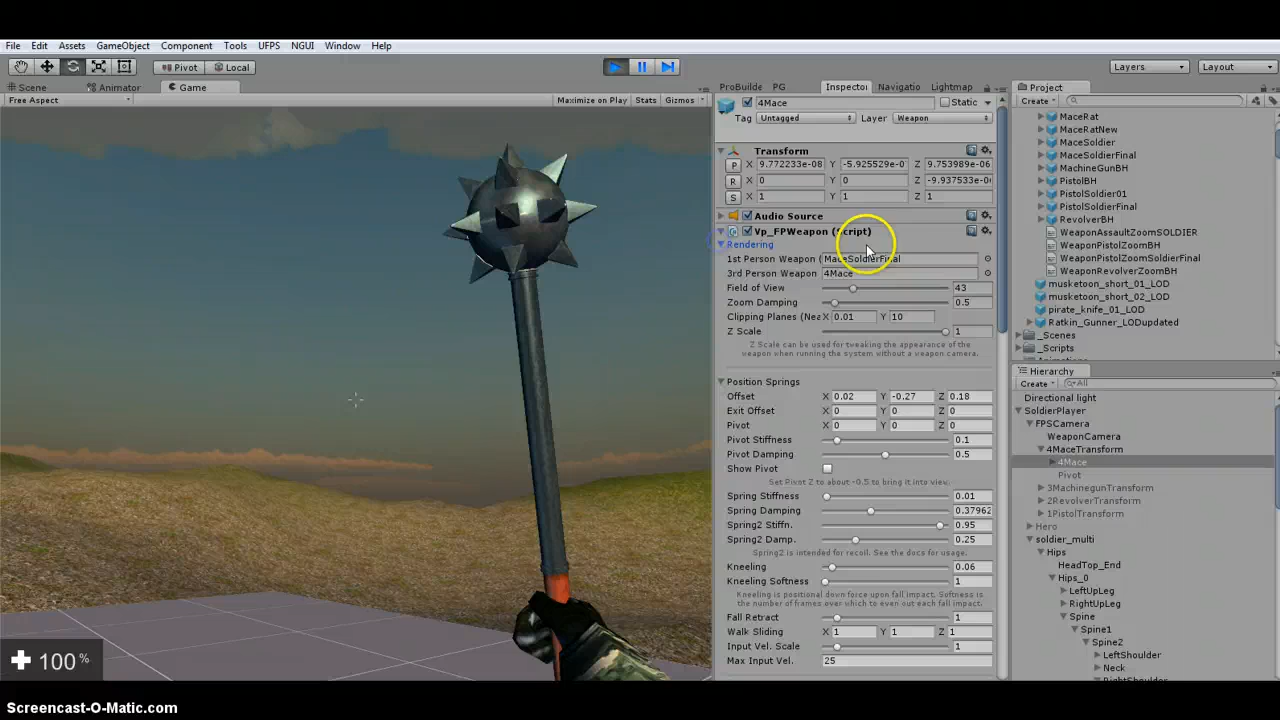 File Edit Assets GameObject Component Tools UFPS NGUI Window Help
Pivot Local Layers Layout
Scene Animator Game
Free Aspect Maximize on Play Stats Gizmos
ProBuilde PG Inspector Navigatio Lightmap
4Mace Static
Tag Untagged Layer Weapon
Transform
P X 9.772233e-08 Y -5.925529e-0 Z 9.753989e-06
R X 0 Y 0 Z -9.937533e-06
S X 1 Y 1 Z 1
Audio Source
Vp_FPWeapon (Script)
Rendering
1st Person Weapon ( MaceSoldierFinal
3rd Person Weapon 4Mace
Field of View 43
Zoom Damping 0.5
Clipping Planes (Nea X 0.01 Y 10
Z Scale 1
Z Scale can be used for tweaking the appearance of the
weapon when running the system without a weapon camera.
Position Springs
Offset X 0.02 Y -0.27 Z 0.18
Exit Offset X 0 Y 0 Z 0
Pivot X 0 Y 0 Z 0
Pivot Stiffness 0.1
Pivot Damping 0.5
Show Pivot
Set Pivot Z to about -0.5 to bring it into view.
Spring Stiffness 0.01
Spring Damping 0.37962
Spring2 Stiffn. 0.95
Spring2 Damp. 0.25
Spring2 is intended for recoil. See the docs for usage.
Kneeling 0.06
Kneeling Softness 1
Kneeling is positional down force upon fall impact. Softness is
the number of frames over which to even out each fall impact.
Fall Retract 1
Walk Sliding X 1 Y 1 Z 1
Input Vel. Scale 1
Max Input Vel. 25
Project
Create
MaceRat
MaceRatNew
MaceSoldier
MaceSoldierFinal
MachineGunBH
PistolBH
PistolSoldier01
PistolSoldierFinal
RevolverBH
WeaponAssaultZoomSOLDIER
WeaponPistolZoomBH
WeaponPistolZoomSoldierFinal
WeaponRevolverZoomBH
musketoon_short_01_LOD
musketoon_short_02_LOD
pirate_knife_01_LOD
Ratkin_Gunner_LODupdated
_Scenes
_Scripts
Hierarchy
Create All
Directional light
SoldierPlayer
FPSCamera
WeaponCamera
4MaceTransform
4Mace
Pivot
3MachinegunTransform
2RevolverTransform
1PistolTransform
Hero
soldier_multi
Hips
HeadTop_End
Hips_0
LeftUpLeg
RightUpLeg
Spine
Spine1
Spine2
LeftShoulder
Neck
100 %
Screencast-O-Matic.com